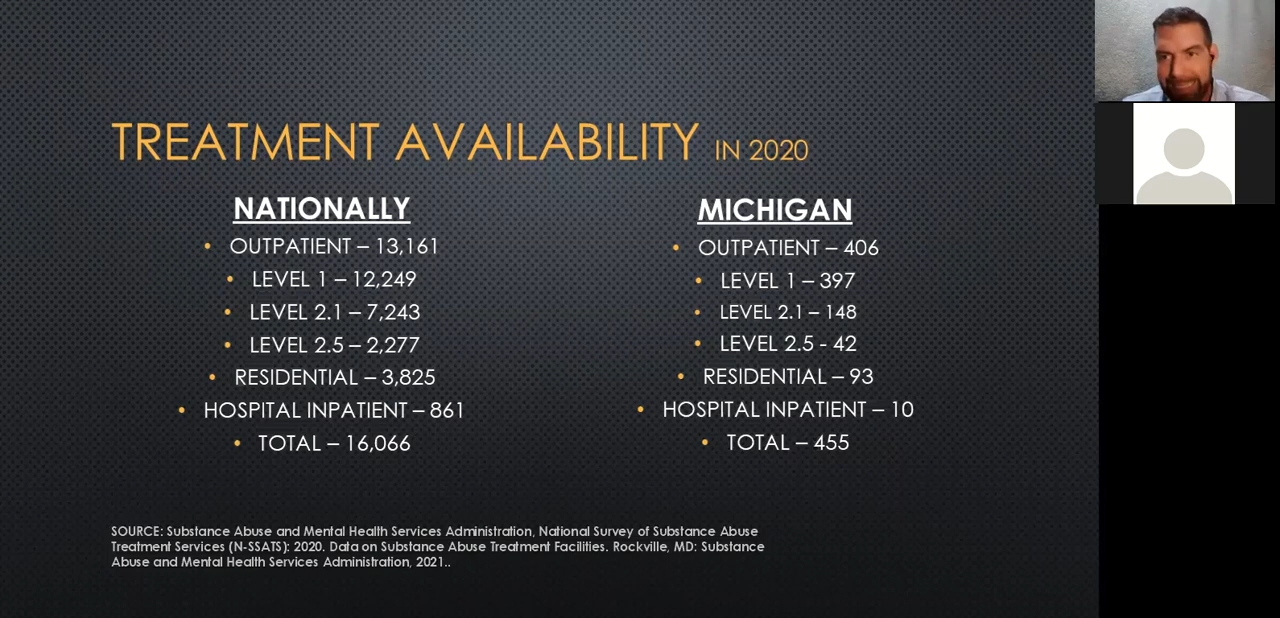 TREATMENT AVAILABILITY IN 2020
NATIONALLY
• OUTPATIENT – 13,161
• LEVEL 1 – 12,249
• LEVEL 2.1 – 7,243
• LEVEL 2.5 – 2,277
• RESIDENTIAL – 3,825
• HOSPITAL INPATIENT – 861
• TOTAL – 16,066
MICHIGAN
• OUTPATIENT – 406
• LEVEL 1 – 397
• LEVEL 2.1 – 148
• LEVEL 2.5 - 42
• RESIDENTIAL – 93
• HOSPITAL INPATIENT – 10
• TOTAL – 455
SOURCE: Substance Abuse and Mental Health Services Administration, National Survey of Substance Abuse
Treatment Services (N-SSATS): 2020. Data on Substance Abuse Treatment Facilities. Rockville, MD: Substance
Abuse and Mental Health Services Administration, 2021..